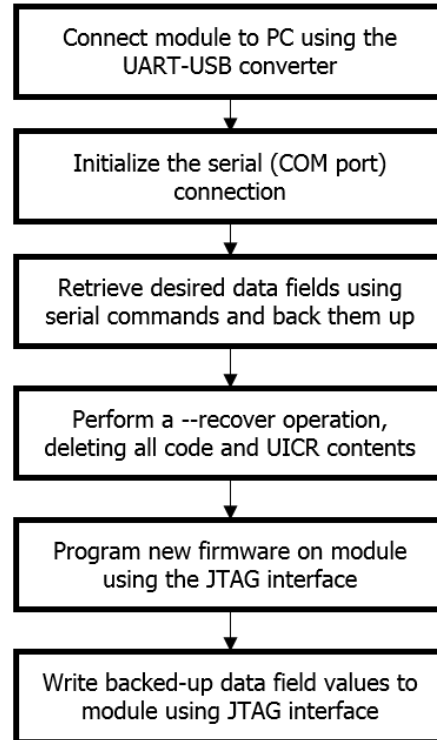 Connect module to PC using the
UART-USB converter
Initialize the serial (COM port)
connection
Retrieve desired data fields using
serial commands and back them up
Perform a --recover operation,
deleting all code and UICR contents
Program new firmware on module
using the JTAG interface
Write backed-up data field values to
module using JTAG interface